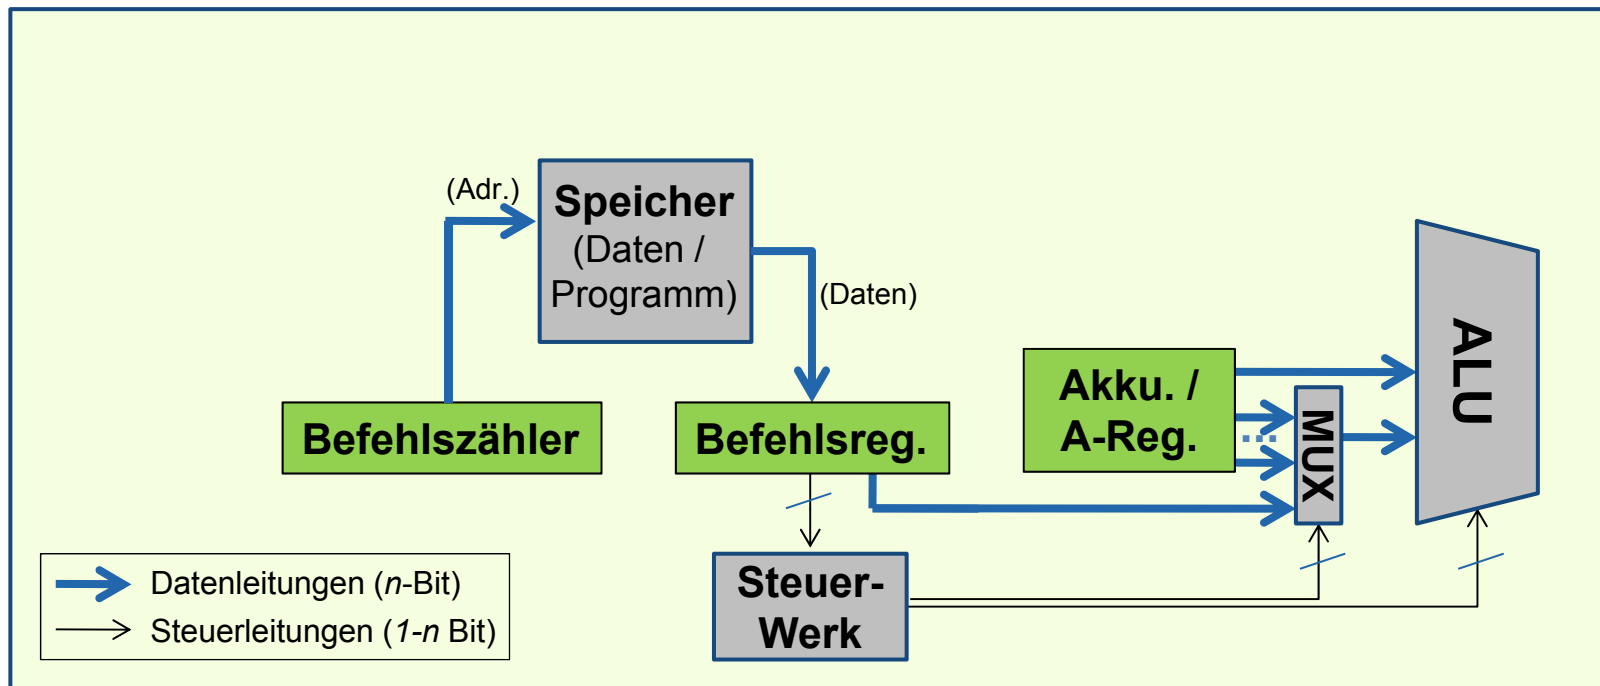 (Adr.)
Speicher
(Daten /
Programm)
(Daten)
Befehlszähler
Befehlsreg.
Akku. /
A-Reg.
...
MUX
ALU
Steuer-
Werk
Datenleitungen (n-Bit)
Steuerleitungen (1-n Bit)